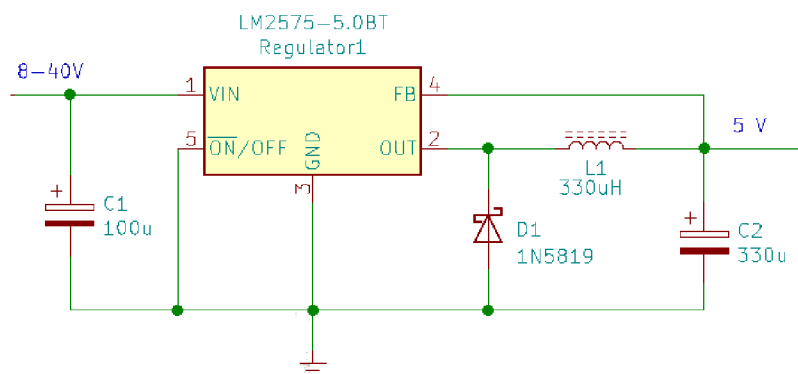 LM2575-5.0BT
Regulator1
8-40V
1
VIN
FB
4
5 V
5
ON/OFF
GND
OUT
2
3
L1
330uH
+
C1
100u
D1
1N5819
+
C2
330u